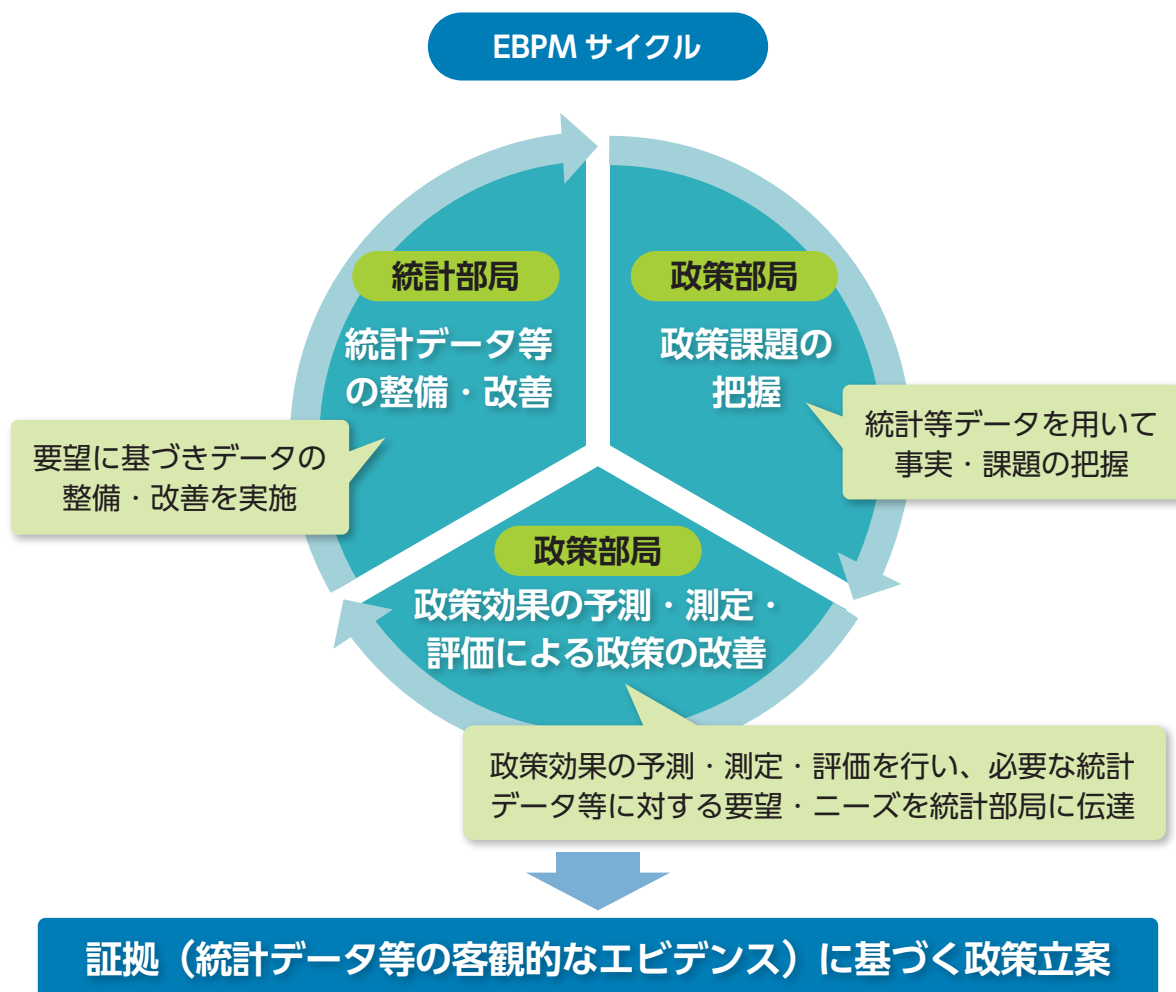 EBPM サイクル
統計部局
統計データ等
の整備・改善
要望に基づきデータの
整備・改善を実施
政策部局
政策課題の
把握
統計等データを用いて
事実・課題の把握
政策部局
政策効果の予測・測定・
評価による政策の改善
政策効果の予測・測定・評価を行い、必要な統計
データ等に対する要望・ニーズを統計部局に伝達
証拠（統計データ等の客観的なエビデンス）に基づく政策立案